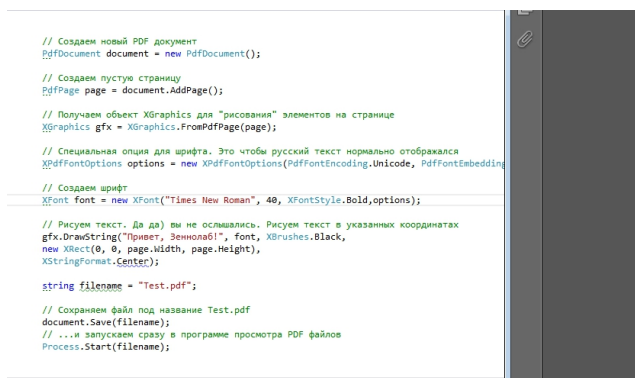 // Создаем новый PDF документ
PdfDocument document = new PdfDocument();
// Создаем пустую страницу
PdfPage page = document.AddPage();
// Получаем объект XGraphics для "рисования" элементов на странице
XGraphics gfx = XGraphics.FromPdfPage(page);
// Специальная опция для шрифта. Это чтобы русский текст нормально отображался
XPdfFontOptions options = new XPdfFontOptions(PdfFontEncoding.Unicode, PdfFontEmbedding
// Создаем шрифт
XFont font = new XFont("Times New Roman", 40, XFontStyle.Bold,options);
// Рисуем текст. Да да) вы не ослышались. Рисуем текст в указанных координатах
gfx.DrawString("Привет, Зеннолаб!", font, XBrushes.Black,
new XRect(0, 0, page.Width, page.Height),
XStringFormat.Center);
string filename = "Test.pdf";
// Сохраняем файл под название Test.pdf
document.Save(filename);
// ...и запускаем сразу в программе просмотра PDF файлов
Process.Start(filename);